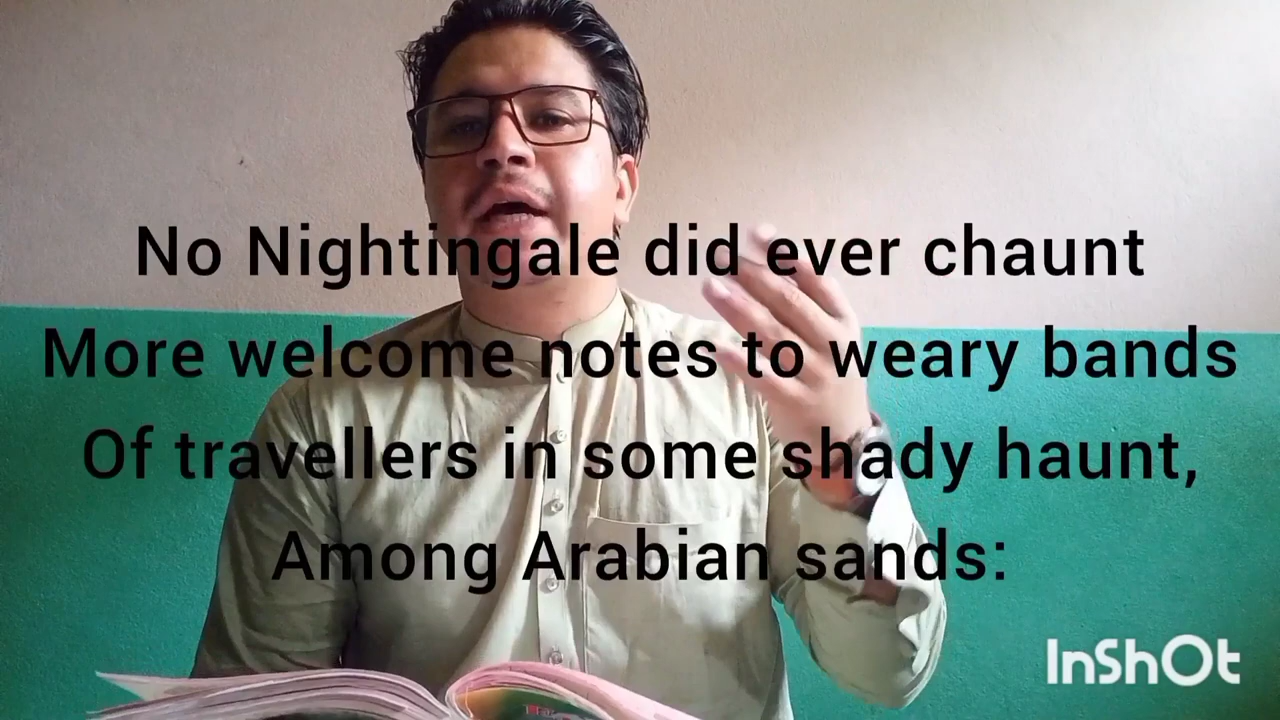 No Nightingale did ever chaunt
More welcome notes to weary bands
Of travellers in some shady haunt,
Among Arabian sands:
InShOt